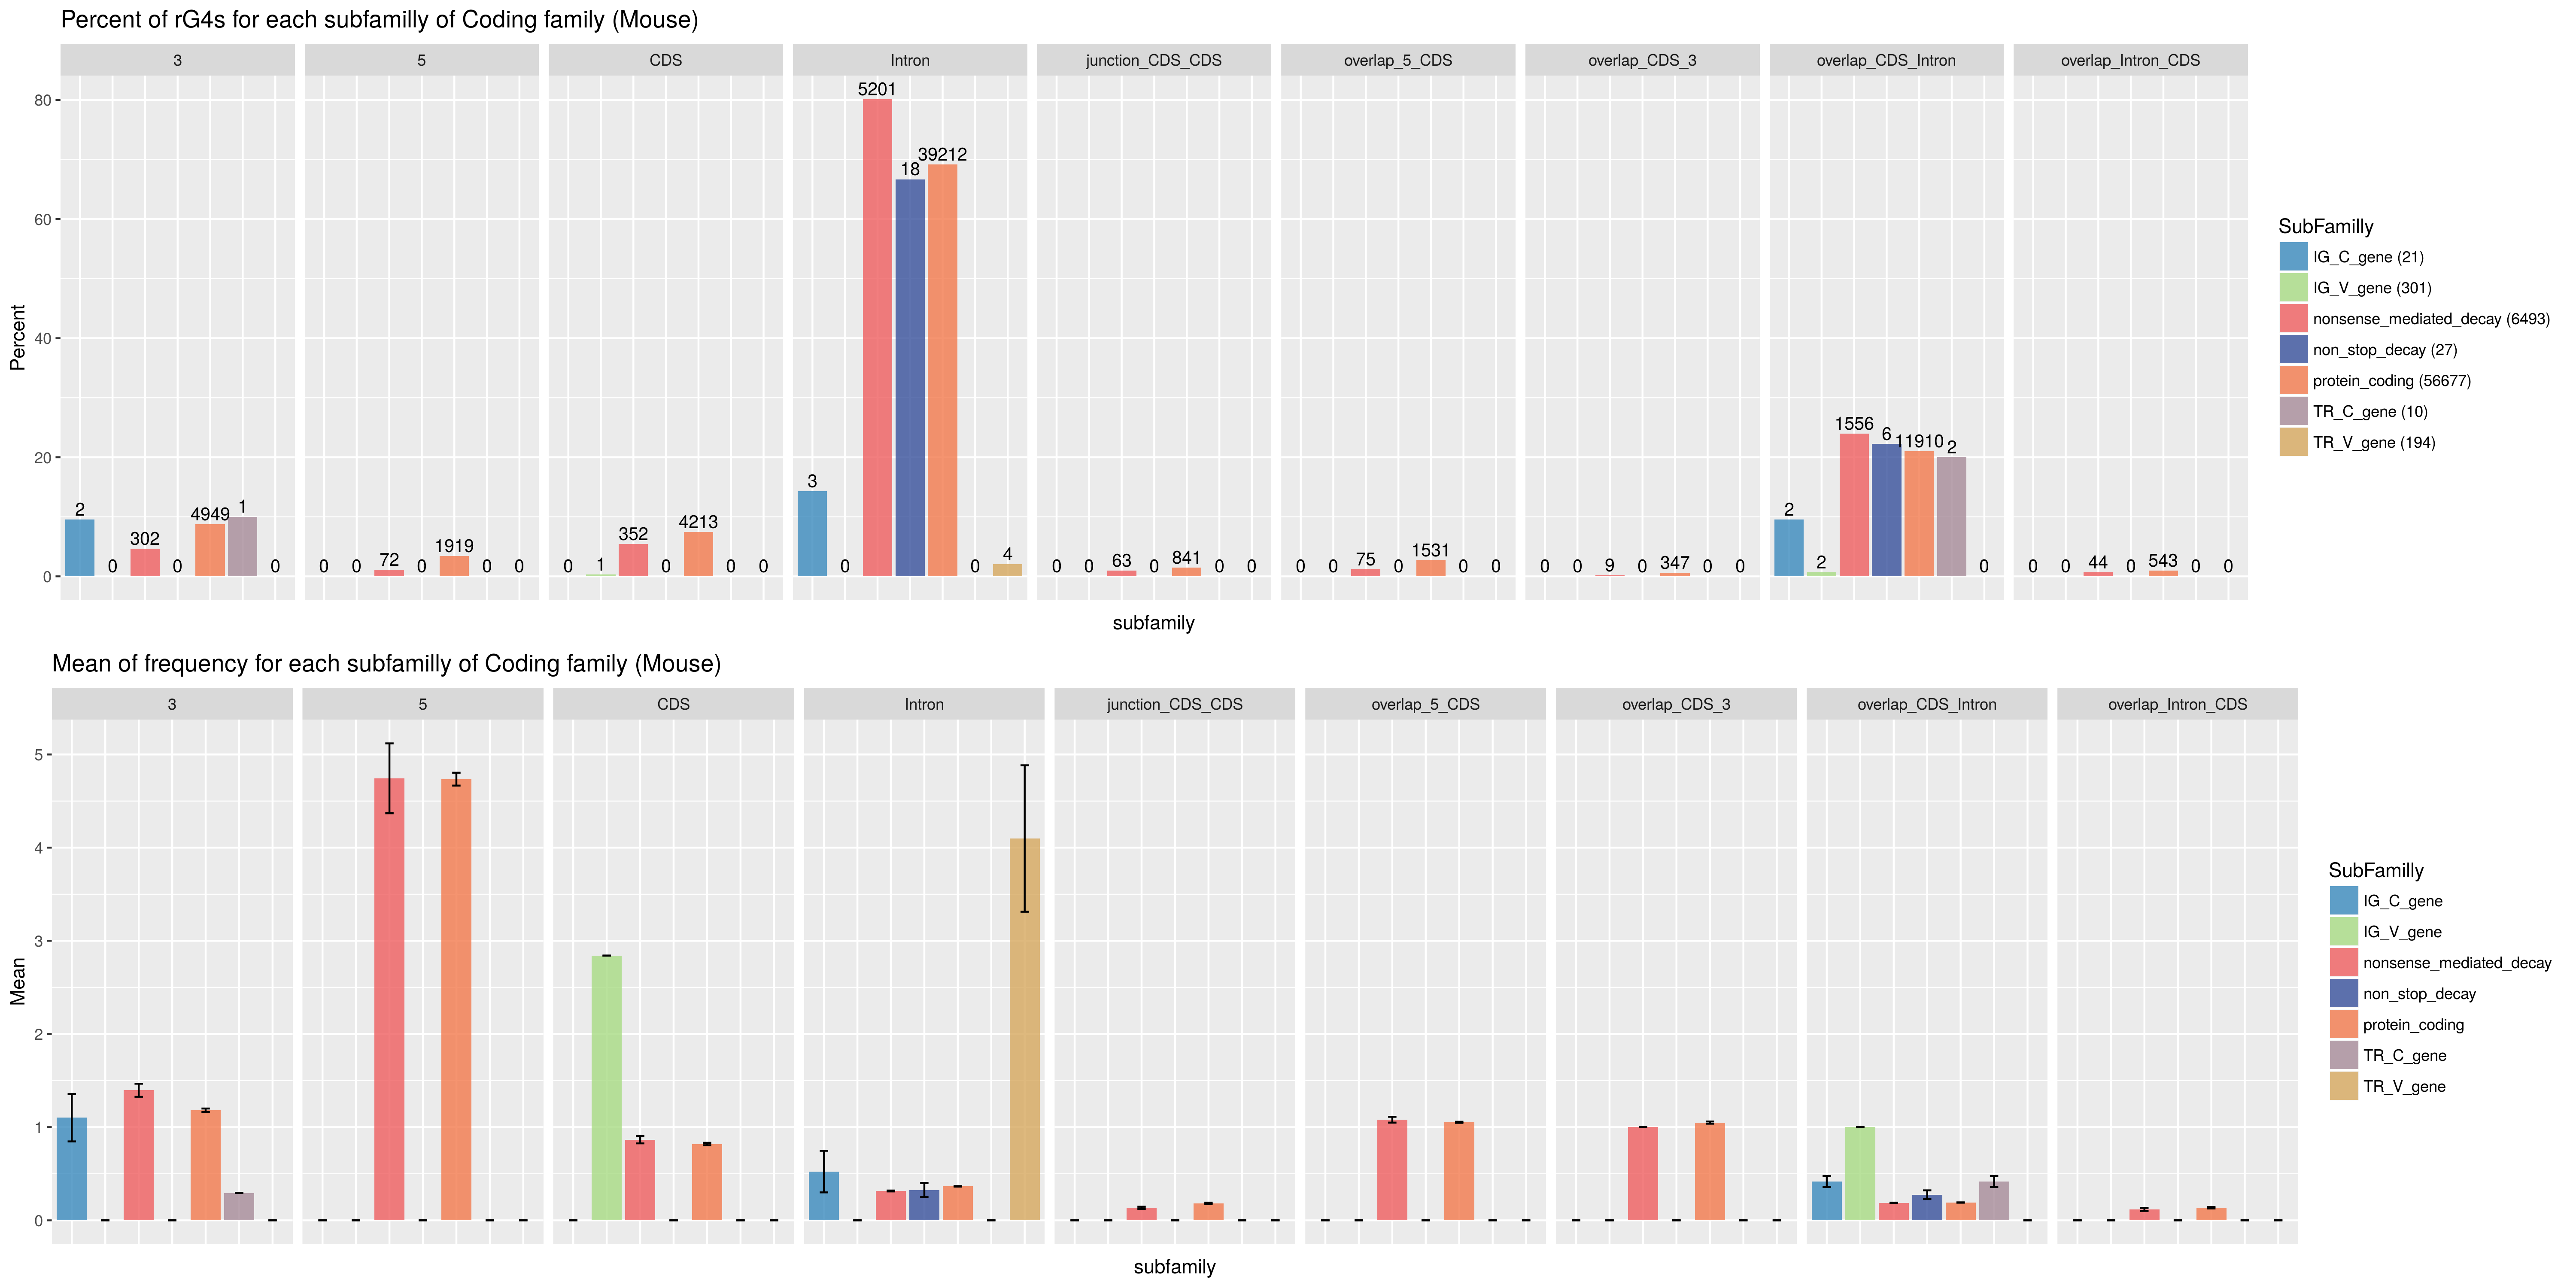 Percent of rG4s for each subfamilly of Coding family (Mouse)
3 5 CDS Intron junction_CDS_CDS overlap_5_CDS overlap_CDS_3 overlap_CDS_Intron overlap_Intron_CDS
Percent
80
60
40
20
0
2 0 302 0 4949 1 0
0 0 72 0 1919 0 0
0 1 352 0 4213 0 0
3 0 5201 18 39212 0 4
0 0 63 0 841 0 0
0 0 75 0 1531 0 0
0 0 9 0 347 0 0
2 2 1556 6 11910 2 0
0 0 44 0 543 0 0
subfamily
SubFamilly
IG_C_gene (21)
IG_V_gene (301)
nonsense_mediated_decay (6493)
non_stop_decay (27)
protein_coding (56677)
TR_C_gene (10)
TR_V_gene (194)
Mean of frequency for each subfamilly of Coding family (Mouse)
3 5 CDS Intron junction_CDS_CDS overlap_5_CDS overlap_CDS_3 overlap_CDS_Intron overlap_Intron_CDS
Mean
5
4
3
2
1
0
subfamily
SubFamilly
IG_C_gene
IG_V_gene
nonsense_mediated_decay
non_stop_decay
protein_coding
TR_C_gene
TR_V_gene